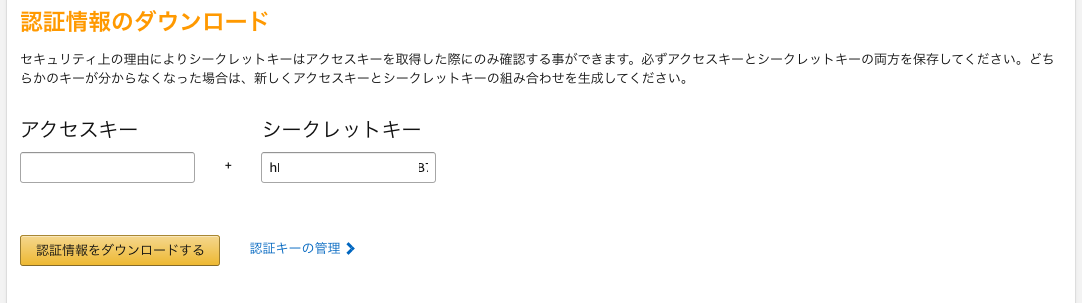 認証情報のダウンロード
セキュリティ上の理由によりシークレットキーはアクセスキーを取得した際にのみ確認する事ができます。必ずアクセスキーとシークレットキーの両方を保存してください。どち
らかのキーが分からなくなった場合は、新しくアクセスキーとシークレットキーの組み合わせを生成してください。
アクセスキー シークレットキー
+
認証情報をダウンロードする 認証キーの管理